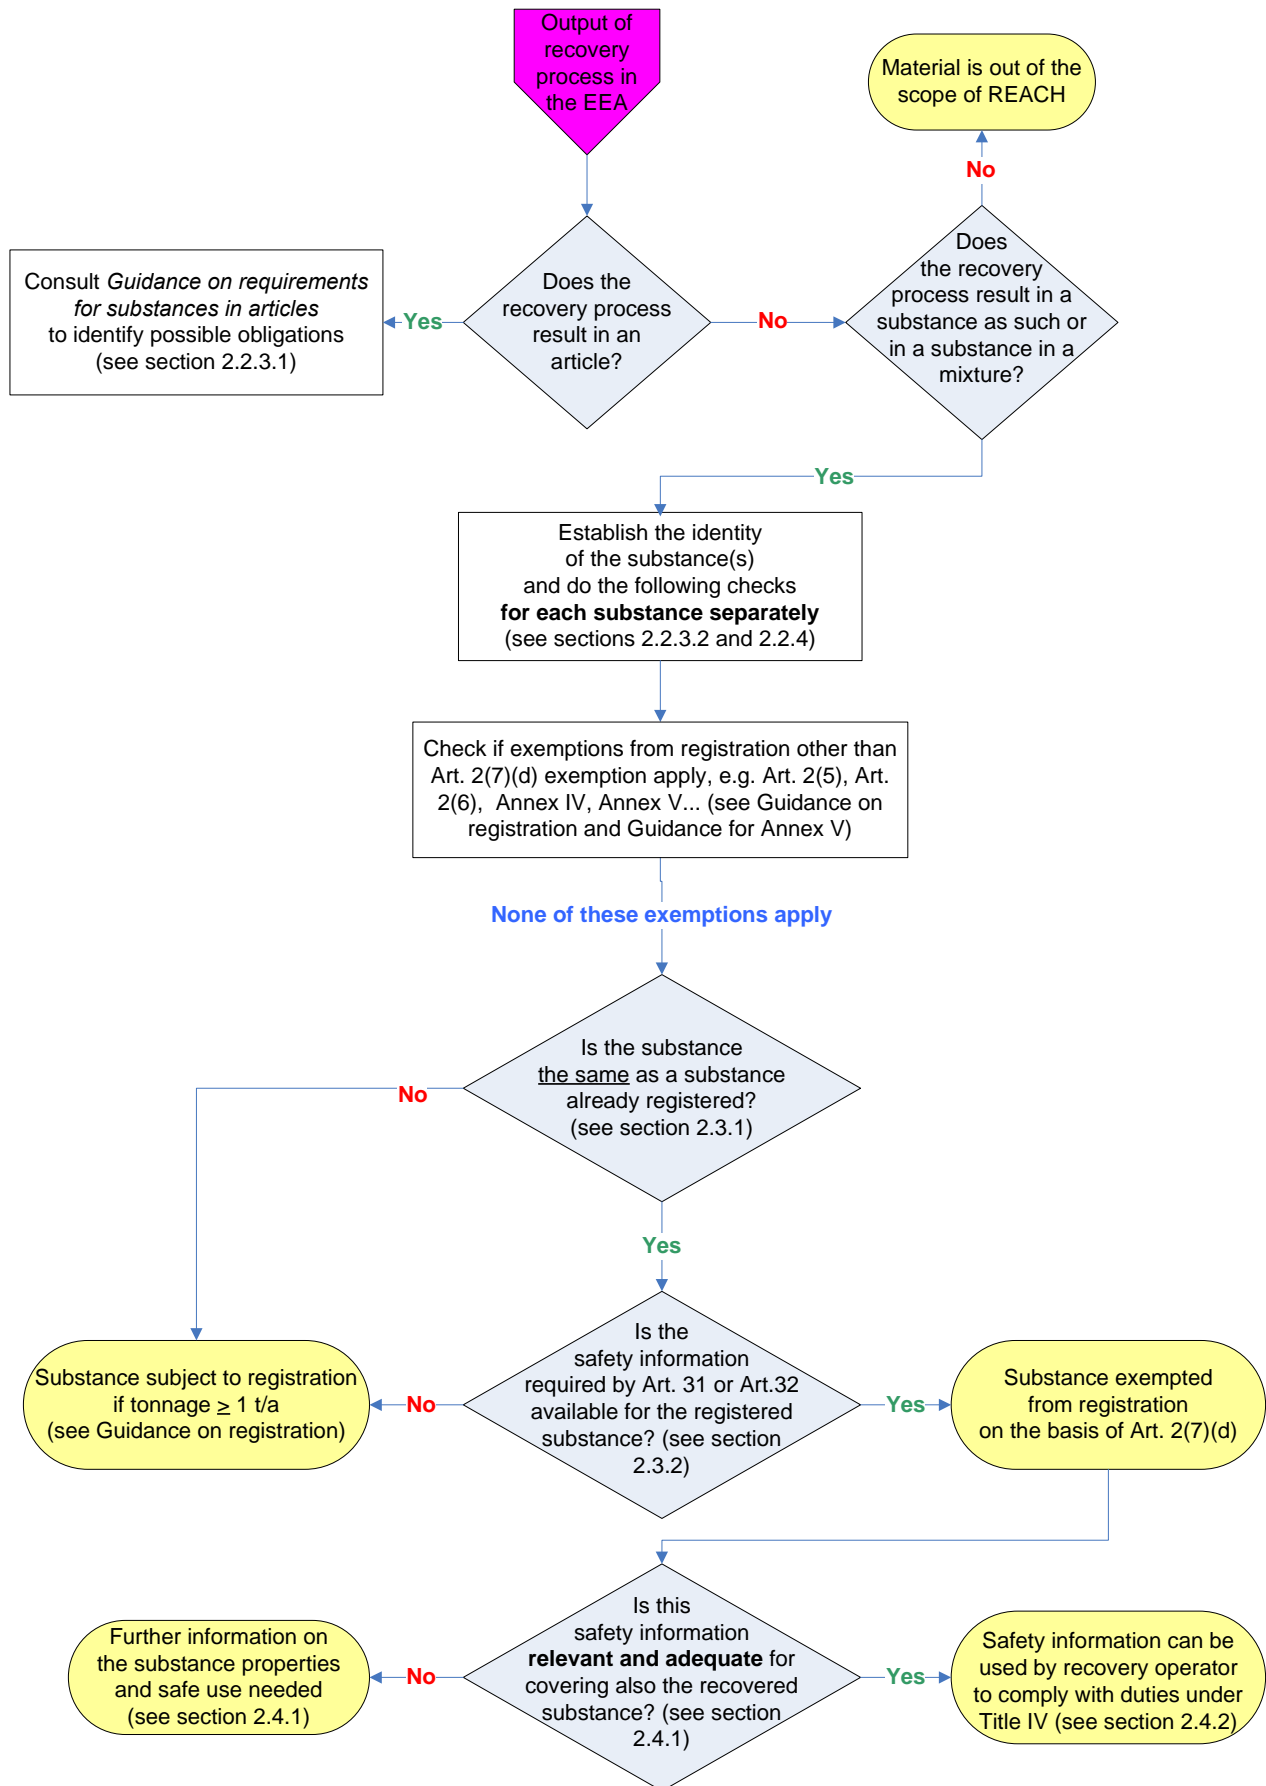 Output of
recovery
process in
the EEA
Material is out of the
scope of REACH
No
Does the
recovery process
result in an
article?
Yes
Consult Guidance on requirements
for substances in articles
to identify possible obligations
(see section 2.2.3.1)
No
Does
the recovery
process result in a
substance as such or
in a substance in a
mixture?
Yes
Establish the identity
of the substance(s)
and do the following checks
for each substance separately
(see sections 2.2.3.2 and 2.2.4)
Check if exemptions from registration other than
Art. 2(7)(d) exemption apply, e.g. Art. 2(5), Art.
2(6), Annex IV, Annex V... (see Guidance on
registration and Guidance for Annex V)
None of these exemptions apply
Is the substance
the same as a substance
already registered?
(see section 2.3.1)
No
Yes
Substance subject to registration
if tonnage ≥ 1 t/a
(see Guidance on registration)
No
Is the
safety information
required by Art. 31 or Art.32
available for the registered
substance? (see section
2.3.2)
Yes
Substance exempted
from registration
on the basis of Art. 2(7)(d)
Further information on
the substance properties
and safe use needed
(see section 2.4.1)
No
Is this
safety information
relevant and adequate for
covering also the recovered
substance? (see section
2.4.1)
Yes
Safety information can be
used by recovery operator
to comply with duties under
Title IV (see section 2.4.2)